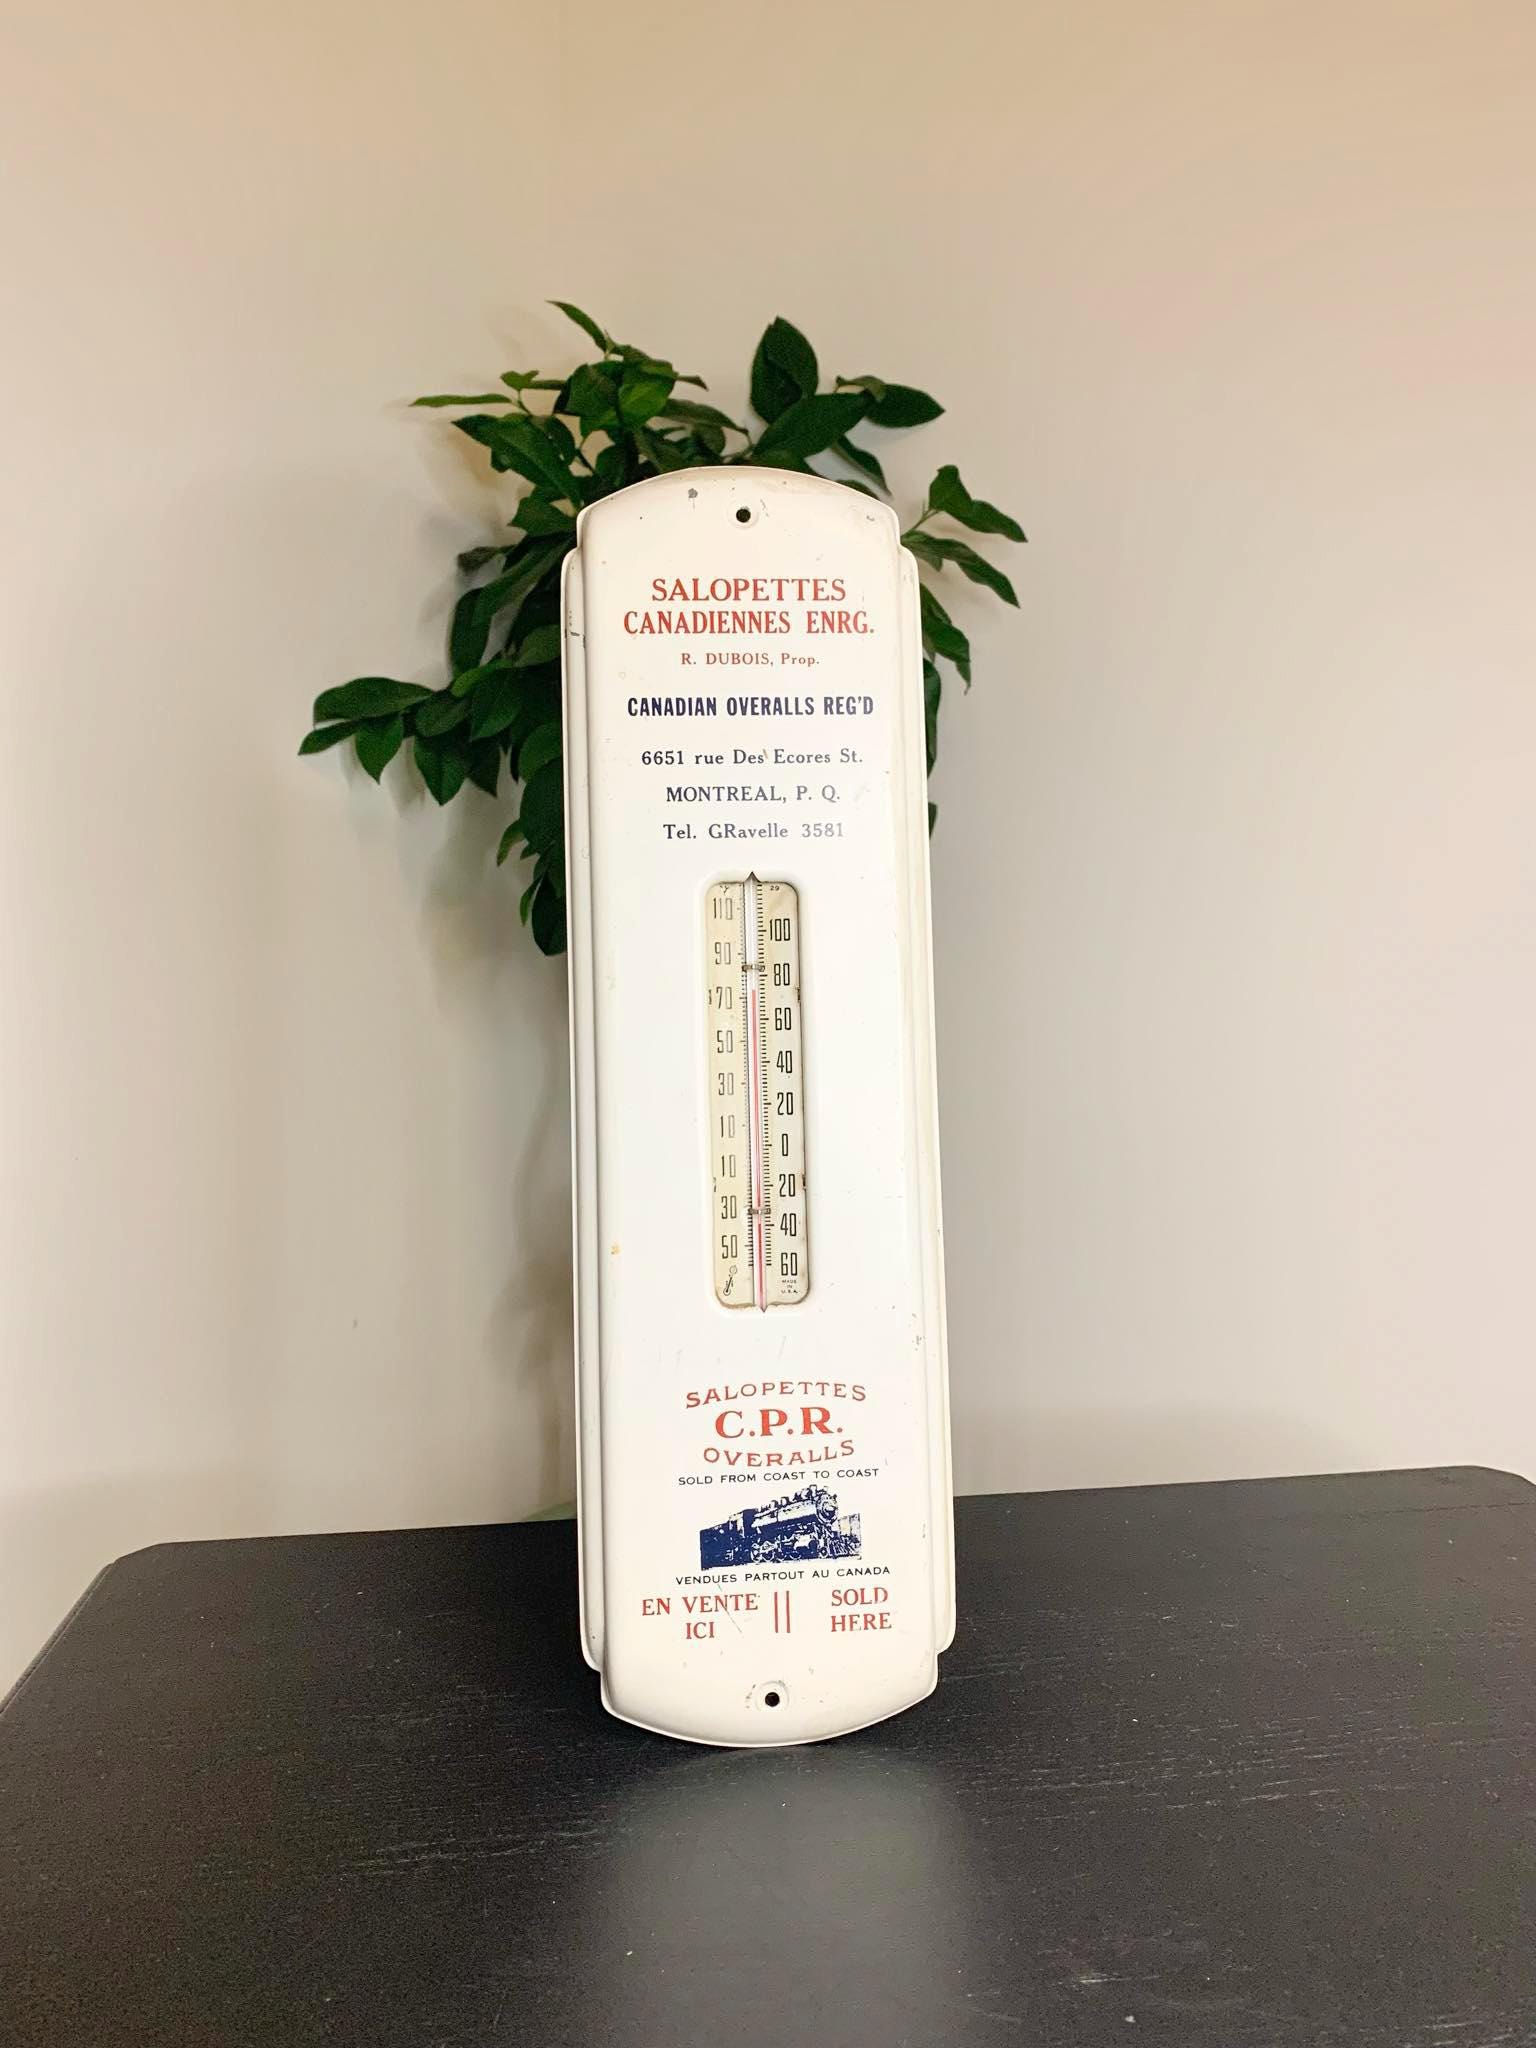 SALOPETTES
CANADIENNES ENRG.
R. DUBOIS, Prop.
CANADIAN OVERALLS REG'D
6651 rue Des Ecores St.
MONTREAL, P. Q.
Tel. GRavelle 3581
29
110
100
90
80
70
60
50
40
30
20
10
0
10
20
30
40
50
60
MADE
IN
U.S.A.
SALOPETTES
C.P.R.
OVERALLS
SOLD FROM COAST TO COAST
VENDUES PARTOUT AU CANADA
EN VENTE || SOLD
ICI HERE